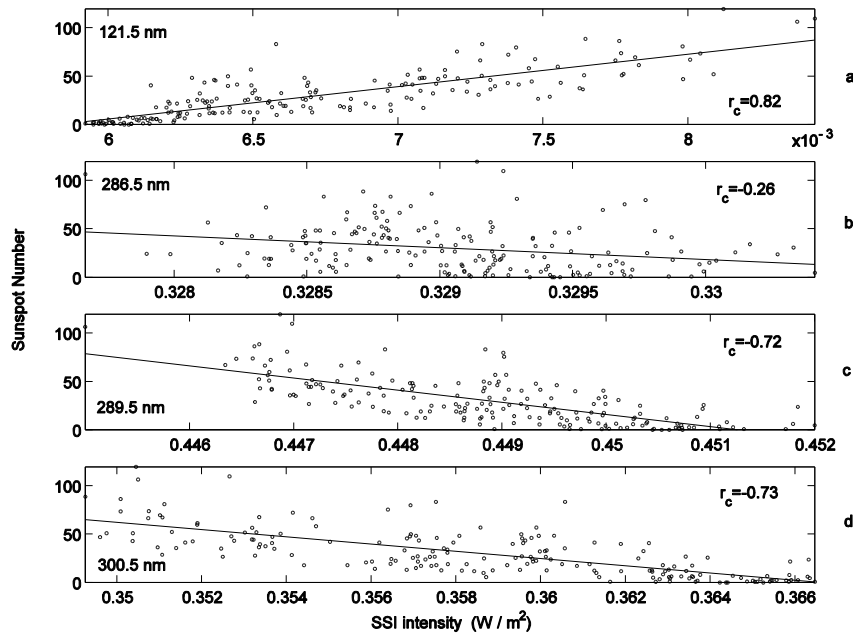 121.5 nm
100
50
0
r_c=0.82
a
6 6.5 7 7.5 8 x10^-3
286.5 nm
100
50
0
r_c=-0.26
b
0.328 0.3285 0.329 0.3295 0.33
Sunspot Number
100
50
0
r_c=-0.72
c
289.5 nm
0.446 0.447 0.448 0.449 0.45 0.451 0.452
100
50
0
r_c=-0.73
d
300.5 nm
0.35 0.352 0.354 0.356 0.358 0.36 0.362 0.364 0.366
SSI intensity (W / m^2)